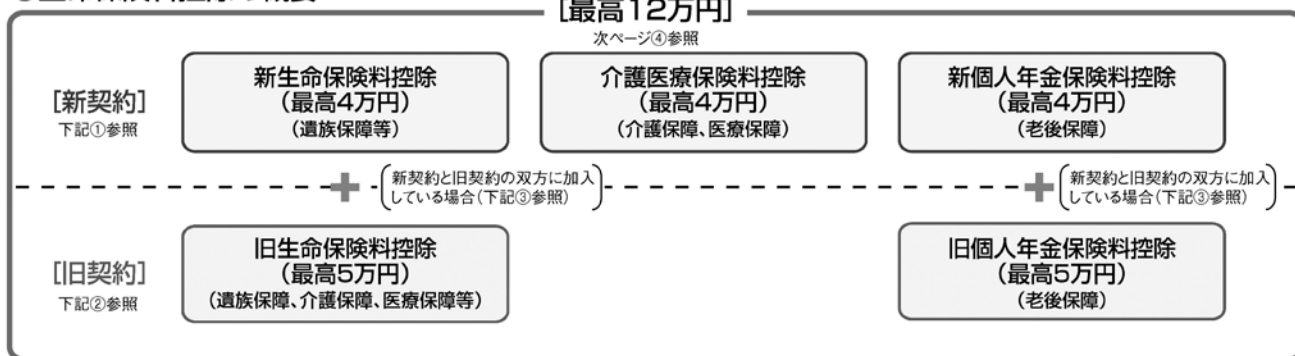 [最高12万円]
次ページ④参照
[新契約]
下記①参照
新生命保険料控除
(最高4万円)
(遺族保障等)
介護医療保険料控除
(最高4万円)
(介護保障、医療保障)
新個人年金保険料控除
(最高4万円)
(老後保障)
新契約と旧契約の双方に加入
している場合(下記③参照)
新契約と旧契約の双方に加入
している場合(下記③参照)
[旧契約]
下記②参照
旧生命保険料控除
(最高5万円)
(遺族保障、介護保障、医療保障等)
旧個人年金保険料控除
(最高5万円)
(老後保障)